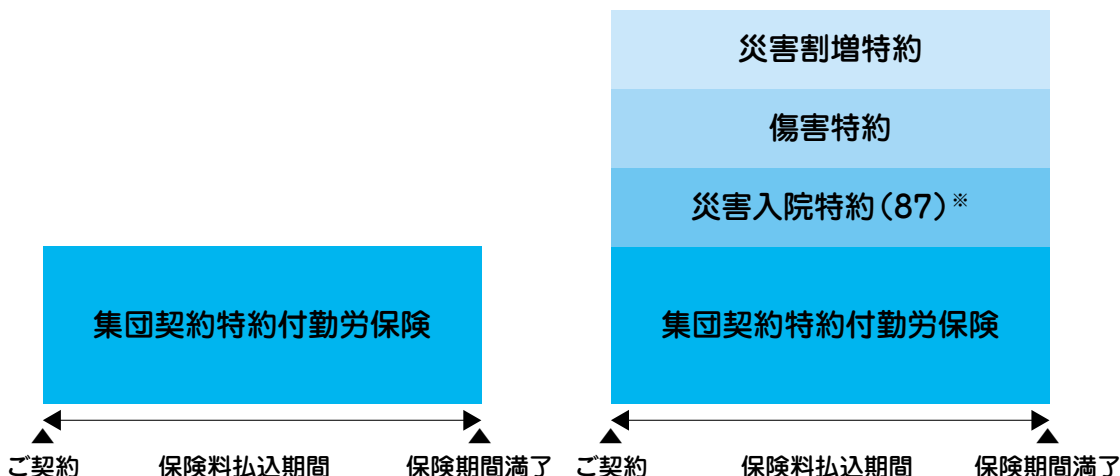 災害割増特約
傷害特約
災害入院特約（87）※
集団契約特約付勤労保険
集団契約特約付勤労保険
ご契約 保険料払込期間 保険期間満了
ご契約 保険料払込期間 保険期間満了